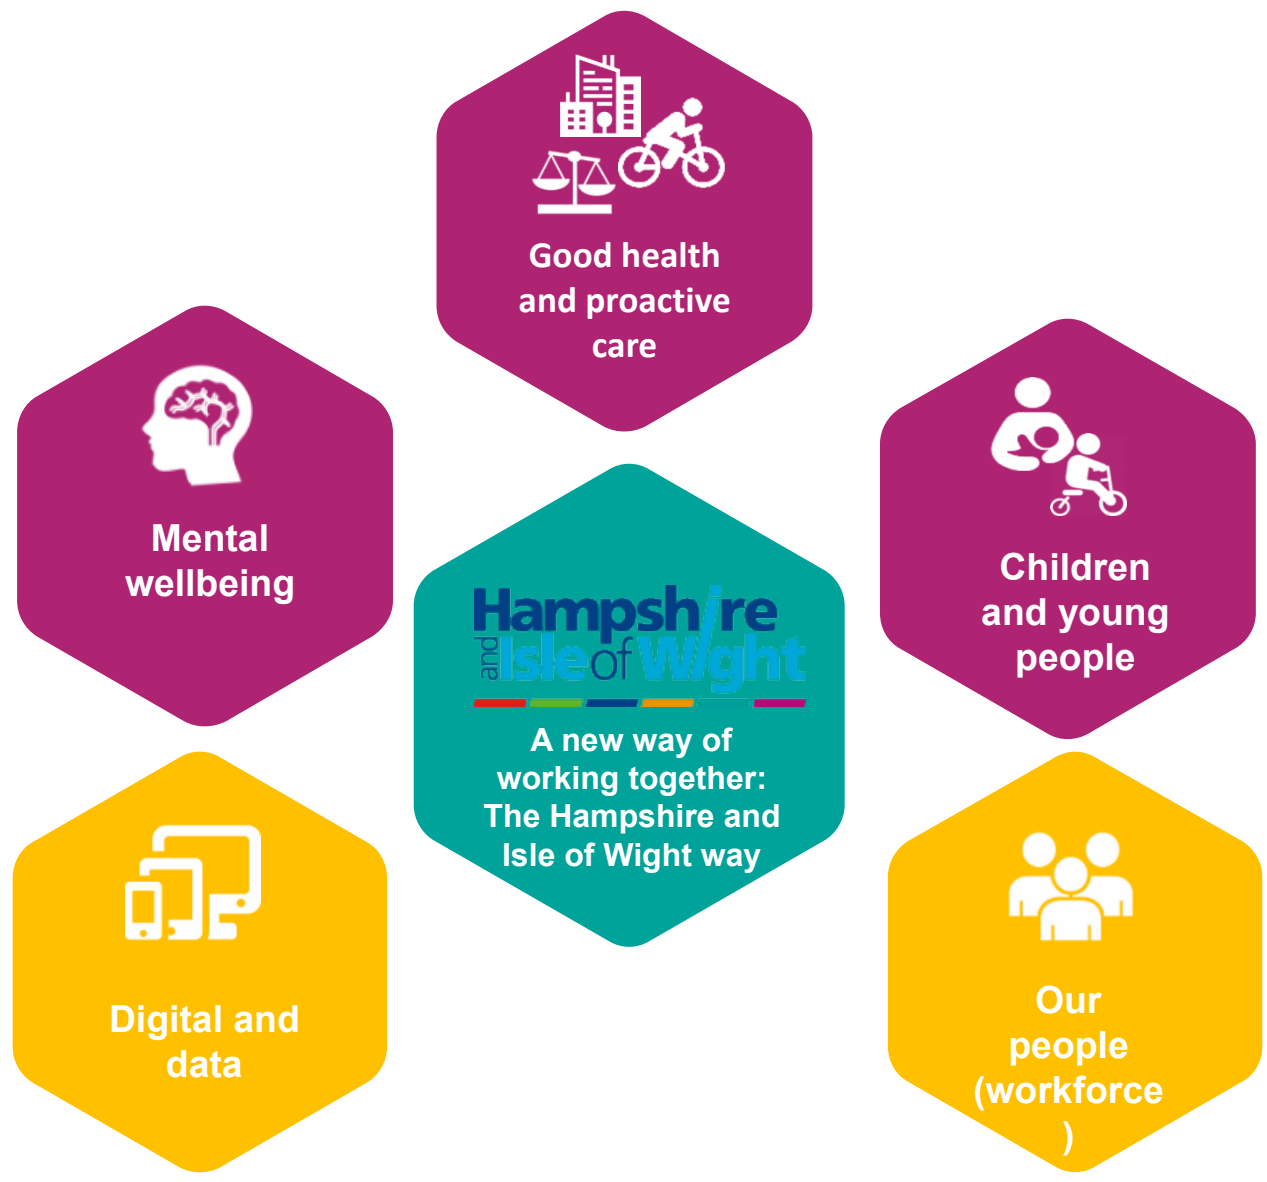 Good health
and proactive
care
Mental
wellbeing
Children
and young
people
Hampshire
and Isle of Wight
A new way of
working together:
The Hampshire and
Isle of Wight way
Digital and
data
Our
people
(workforce
)